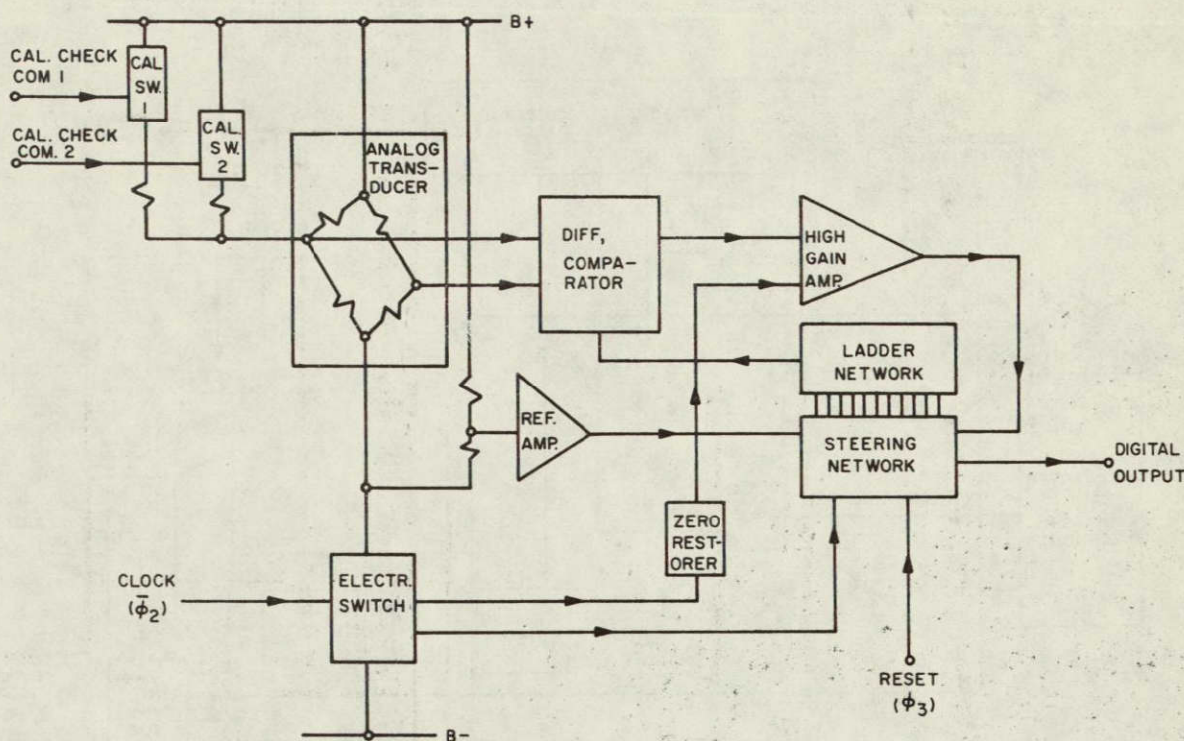 B+
CAL. CHECK
COM 1
CAL
SW.
1
CAL. CHECK
COM. 2
CAL.
SW.
2
ANALOG
TRANS-
DUCER
DIFF,
COMPA-
RATOR
HIGH
GAIN
AMP.
LADDER
NETWORK
REF.
AMP.
STEERING
NETWORK
DIGITAL
OUTPUT
ZERO
REST-
ORER
CLOCK
(ϕ̅2)
ELECTR.
SWITCH
RESET
(ϕ3)
B-